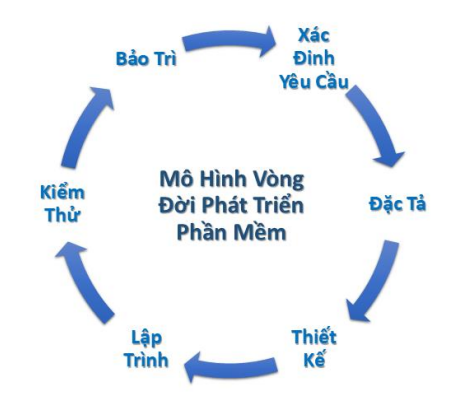 Xác
Đinh
Yêu Cầu
Đặc Tả
Thiết
Kế
Lập
Trình
Kiểm
Thử
Bảo Trì
Mô Hình Vòng
Đời Phát Triển
Phần Mềm